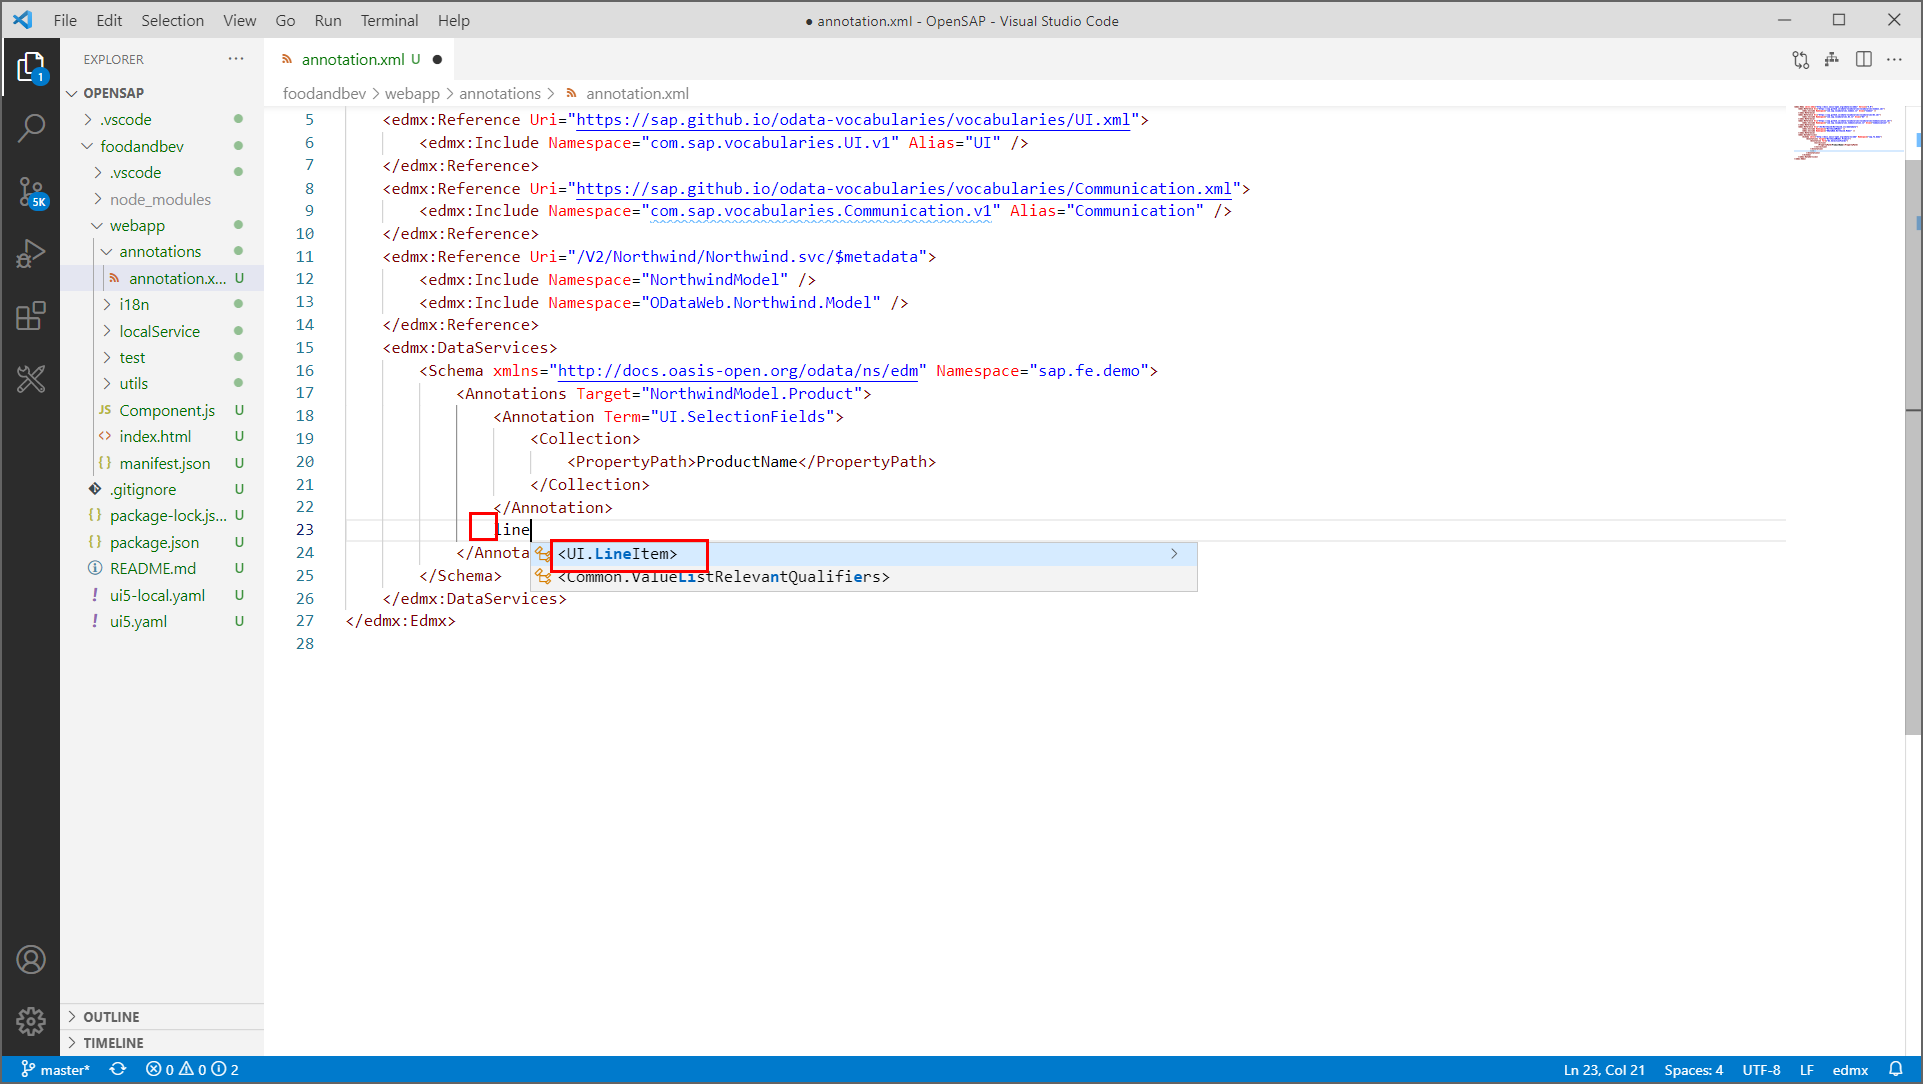 File Edit Selection View Go Run Terminal Help
● annotation.xml - OpenSAP - Visual Studio Code
EXPLORER
annotation.xml U ●
OPENSAP
foodandbev > webapp > annotations > annotation.xml
.vscode
foodandbev
.vscode
node_modules
webapp
annotations
annotation.x... U
i18n
localService
test
utils
Component.js U
index.html U
manifest.json U
.gitignore U
package-lock.js... U
package.json U
README.md U
ui5-local.yaml U
ui5.yaml U
OUTLINE
TIMELINE
1
5K
5 <edmx:Reference Uri="https://sap.github.io/odata-vocabularies/vocabularies/UI.xml">
6 <edmx:Include Namespace="com.sap.vocabularies.UI.v1" Alias="UI" />
7 </edmx:Reference>
8 <edmx:Reference Uri="https://sap.github.io/odata-vocabularies/vocabularies/Communication.xml">
9 <edmx:Include Namespace="com.sap.vocabularies.Communication.v1" Alias="Communication" />
10 </edmx:Reference>
11 <edmx:Reference Uri="/V2/Northwind/Northwind.svc/$metadata">
12 <edmx:Include Namespace="NorthwindModel" />
13 <edmx:Include Namespace="ODataWeb.Northwind.Model" />
14 </edmx:Reference>
15 <edmx:DataServices>
16 <Schema xmlns="http://docs.oasis-open.org/odata/ns/edm" Namespace="sap.fe.demo">
17 <Annotations Target="NorthwindModel.Product">
18 <Annotation Term="UI.SelectionFields">
19 <Collection>
20 <PropertyPath>ProductName</PropertyPath>
21 </Collection>
22 </Annotation>
23 line
24 </Annota
<UI.LineItem>
25 </Schema>
<Common.ValueListRelevantQualifiers>
26 </edmx:DataServices>
27 </edmx:Edmx>
28
master* 0 0 2
Ln 23, Col 21 Spaces: 4 UTF-8 LF edmx